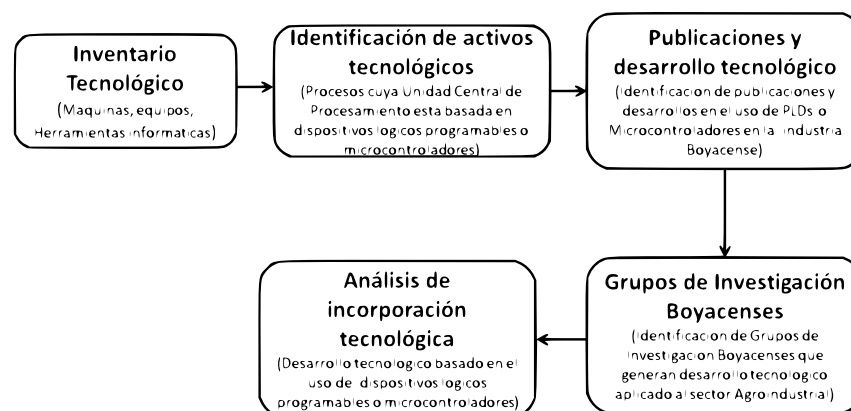 Inventario
Tecnológico
(Maquinas, equipos,
Herramientas informaticas)
Identificación de activos
tecnológicos
(Procesos cuya Unidad Central de
Procesamiento esta basada en
dispositivos logicos programables o
microcontroladores)
Publicaciones y
desarrollo tecnológico
(Identificacion de publicaciones y
desarrollos en el uso de PLDs o
Microcontroladores en la industria
Boyacense)
Grupos de Investigación
Boyacenses
(Identificacion de Grupos de
Investigacion Boyacenses que
generan desarrollo tecnologico
aplicado al sector Agroindustrial)
Análisis de
incorporación
tecnológica
(Desarrollo tecnologico basado en el
uso de dispositivos logicos
programables o microcontroladores)